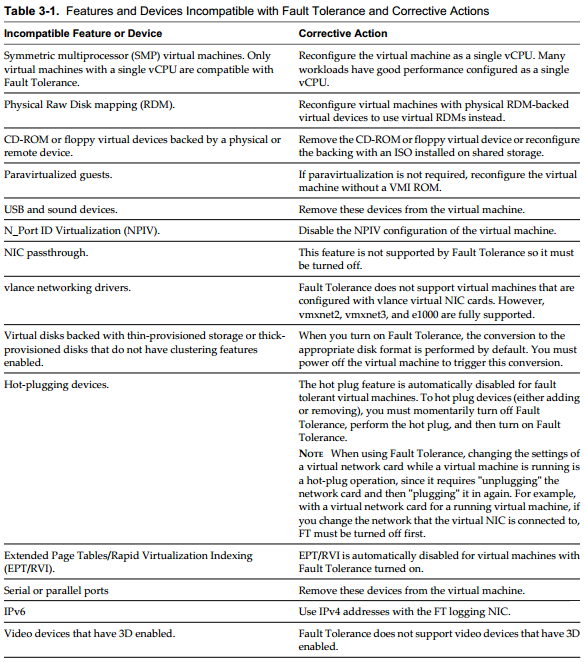 Table 3-1. Features and Devices Incompatible with Fault Tolerance and Corrective Actions
Incompatible Feature or Device
Corrective Action
Symmetric multiprocessor (SMP) virtual machines. Only
virtual machines with a single vCPU are compatible with
Fault Tolerance.
Reconfigure the virtual machine as a single vCPU. Many
workloads have good performance configured as a single
vCPU.
Physical Raw Disk mapping (RDM).
Reconfigure virtual machines with physical RDM-backed
virtual devices to use virtual RDMs instead.
CD-ROM or floppy virtual devices backed by a physical or
remote device.
Remove the CD-ROM or floppy virtual device or reconfigure
the backing with an ISO installed on shared storage.
Paravirtualized guests.
If paravirtualization is not required, reconfigure the virtual
machine without a VMI ROM.
USB and sound devices.
Remove these devices from the virtual machine.
N_Port ID Virtualization (NPIV).
Disable the NPIV configuration of the virtual machine.
NIC passthrough.
This feature is not supported by Fault Tolerance so it must
be turned off.
vlance networking drivers.
Fault Tolerance does not support virtual machines that are
configured with vlance virtual NIC cards. However,
vmxnet2, vmxnet3, and e1000 are fully supported.
Virtual disks backed with thin-provisioned storage or thick-
provisioned disks that do not have clustering features
enabled.
When you turn on Fault Tolerance, the conversion to the
appropriate disk format is performed by default. You must
power off the virtual machine to trigger this conversion.
Hot-plugging devices.
The hot plug feature is automatically disabled for fault
tolerant virtual machines. To hot plug devices (either adding
or removing), you must momentarily turn off Fault
Tolerance, perform the hot plug, and then turn on Fault
Tolerance.
NOTE When using Fault Tolerance, changing the settings of
a virtual network card while a virtual machine is running is
a hot-plug operation, since it requires "unplugging" the
network card and then "plugging" it in again. For example,
with a virtual network card for a running virtual machine, if
you change the network that the virtual NIC is connected to,
FT must be turned off first.
Extended Page Tables/Rapid Virtualization Indexing
(EPT/RVI).
EPT/RVI is automatically disabled for virtual machines with
Fault Tolerance turned on.
Serial or parallel ports
Remove these devices from the virtual machine.
IPv6
Use IPv4 addresses with the FT logging NIC.
Video devices that have 3D enabled.
Fault Tolerance does not support video devices that have 3D
enabled.